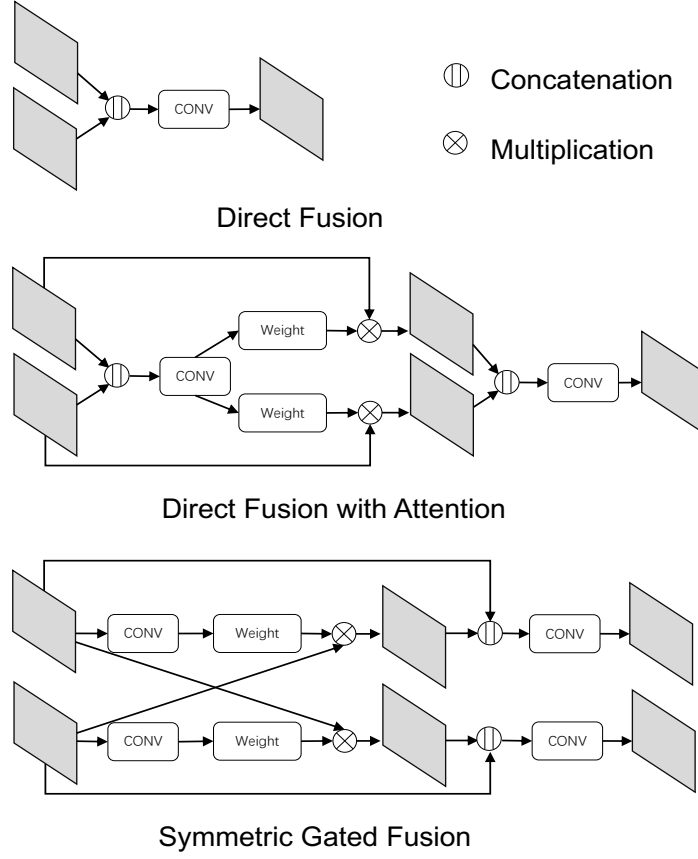 CONV
Concatenation
Multiplication
Direct Fusion
Weight
CONV
Weight
CONV
Direct Fusion with Attention
CONV
Weight
CONV
CONV
Weight
CONV
Symmetric Gated Fusion